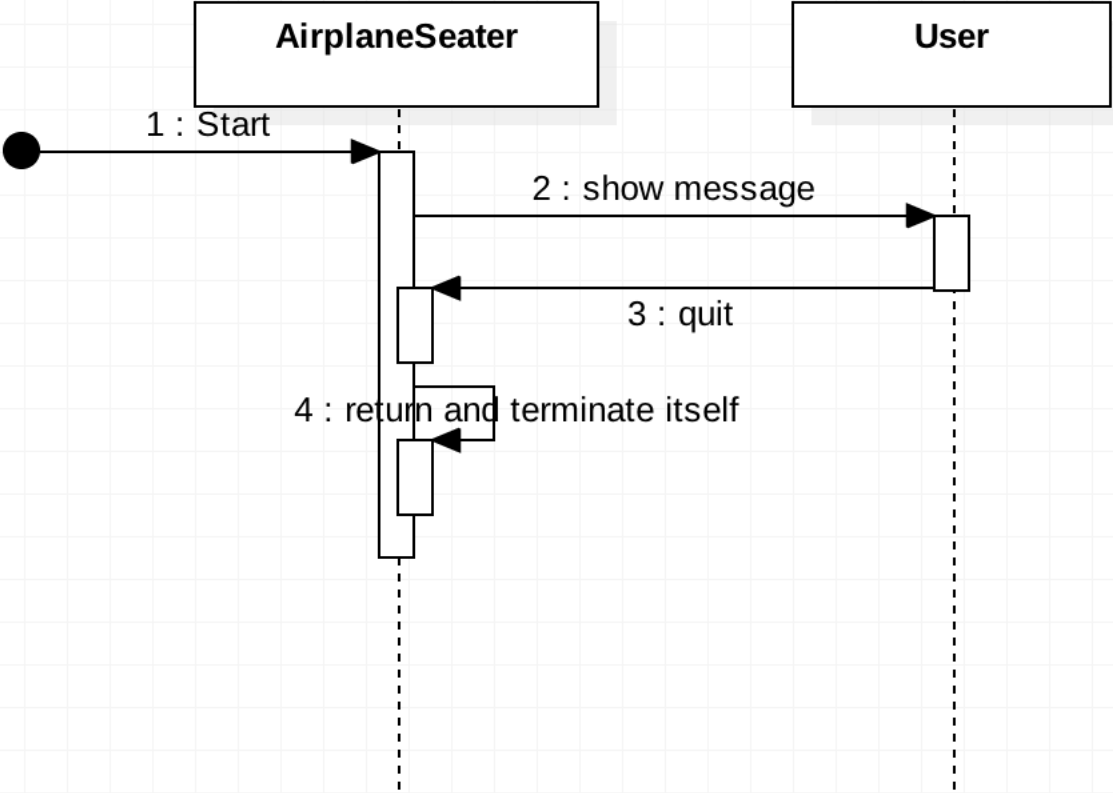 AirplaneSeater
User
1 : Start
2 : show message
3 : quit
4 : return and terminate itself